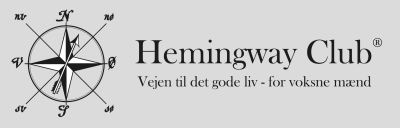 nv N nø
Hemingway Club®
V Ø
Vejen til det gode liv - for voksne mænd
sv S sø